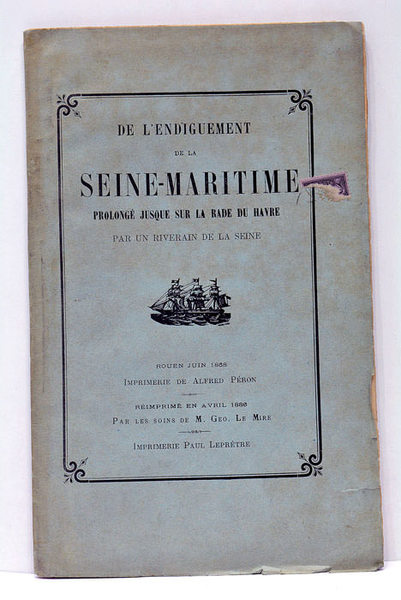 DE L'ENDIGUEMENT
DE LA
SEINE-MARITIME
PROLONGÉ JUSQUE SUR LA RADE DU HAVRE
PAR UN RIVERAIN DE LA SEINE
ROUEN JUIN 1868
IMPRIMERIE DE ALFRED PÉRON
RÉIMPRIMÉ EN AVRIL 1886
PAR LES SOINS DE M. GEO. LE MIRE
IMPRIMERIE PAUL LEPRÊTRE